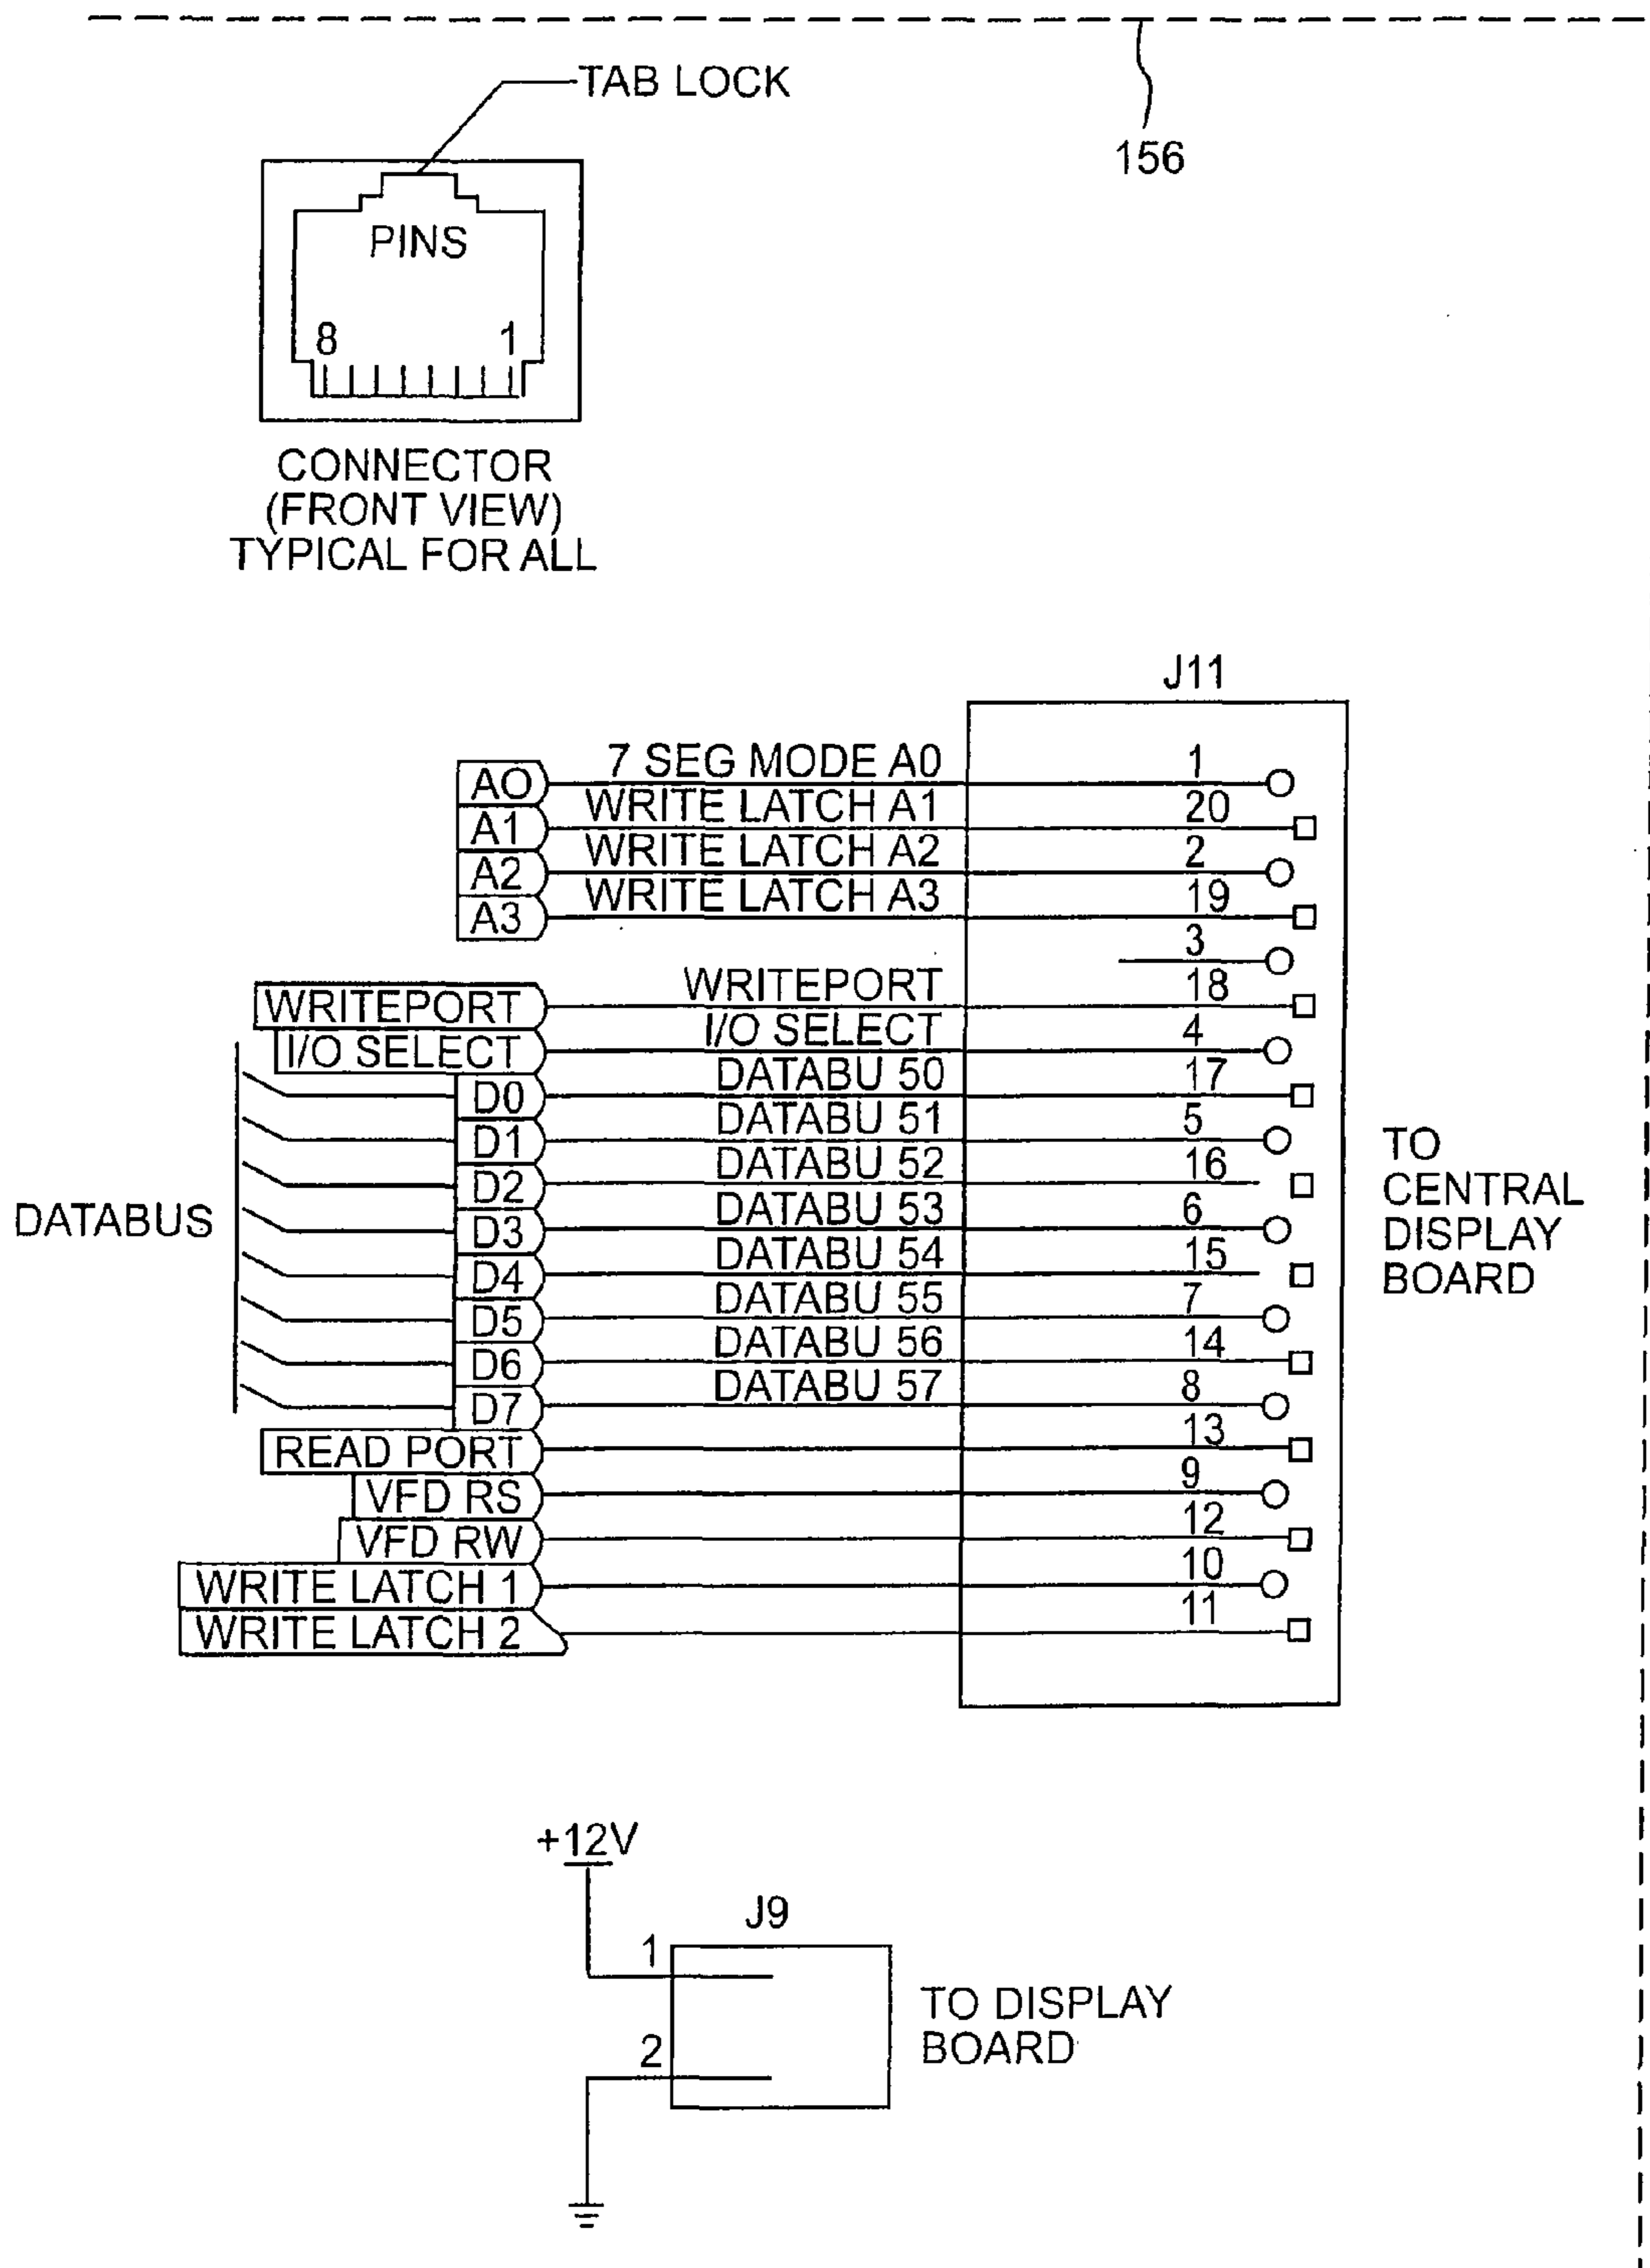 TAB LOCK
156
PINS
8 1
CONNECTOR
(FRONT VIEW)
TYPICAL FOR ALL
J11
AO 7 SEG MODE A0 1
A1 WRITE LATCH A1 20
A2 WRITE LATCH A2 2
A3 WRITE LATCH A3 19
3
WRITEPORT WRITEPORT 18
I/O SELECT I/O SELECT 4
D0 DATABU 50 17
D1 DATABU 51 5
D2 DATABU 52 16
D3 DATABU 53 6
D4 DATABU 54 15
D5 DATABU 55 7
D6 DATABU 56 14
D7 DATABU 57 8
DATABUS
READ PORT 13
VFD RS 9
VFD RW 12
WRITE LATCH 1 10
WRITE LATCH 2 11
TO
CENTRAL
DISPLAY
BOARD
+12V
J9
1
2
TO DISPLAY
BOARD